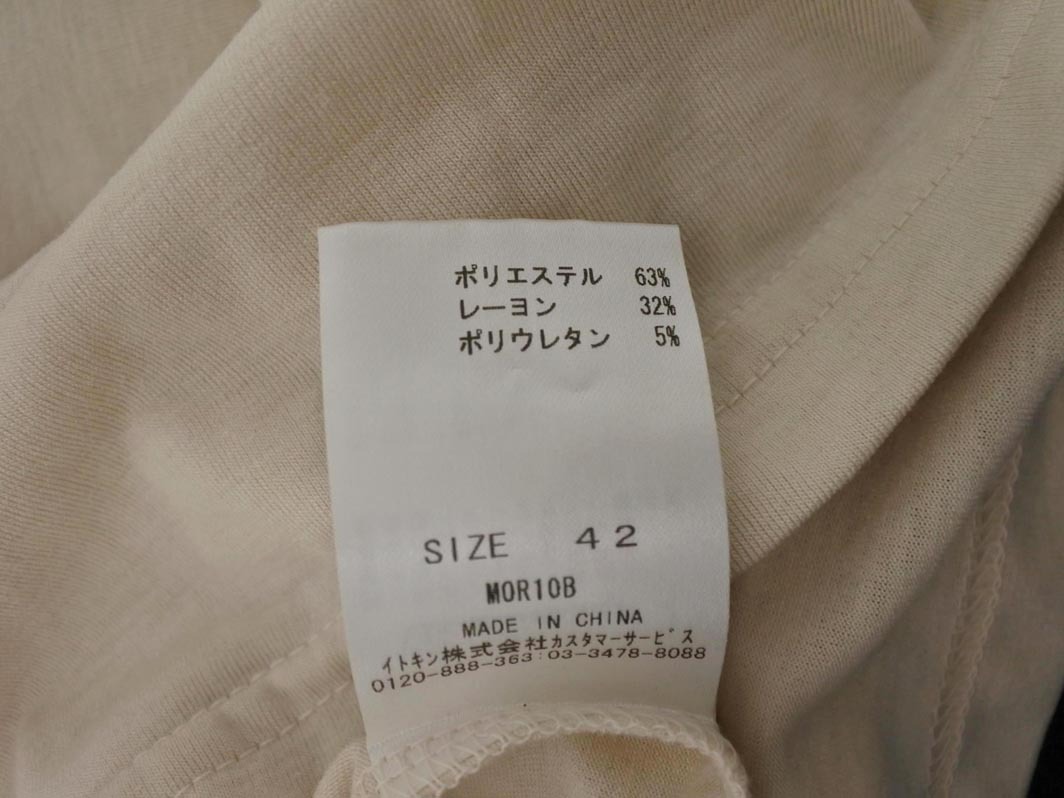 ポリエステル 63%
レーヨン 32%
ポリウレタン 5%
SIZE 42
MOR10B
MADE IN CHINA
イトキン株式会社カスタマーサービス
0120-888-363:03-3478-8088